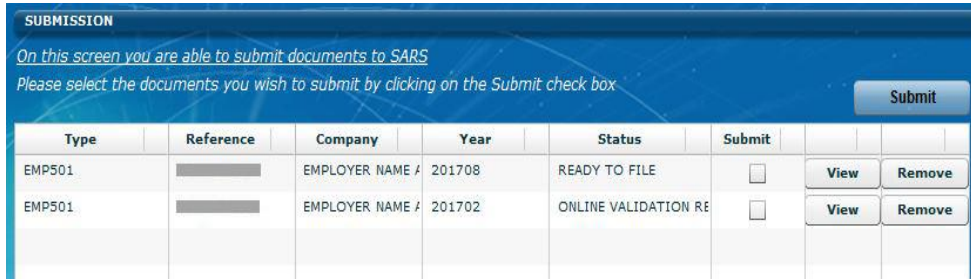 SUBMISSION
On this screen you are able to submit documents to SARS
Please select the documents you wish to submit by clicking on the Submit check box
Submit
Type Reference Company Year Status Submit
EMP501 EMPLOYER NAME 201708 READY TO FILE View Remove
EMP501 EMPLOYER NAME 201702 ONLINE VALIDATION RE View Remove